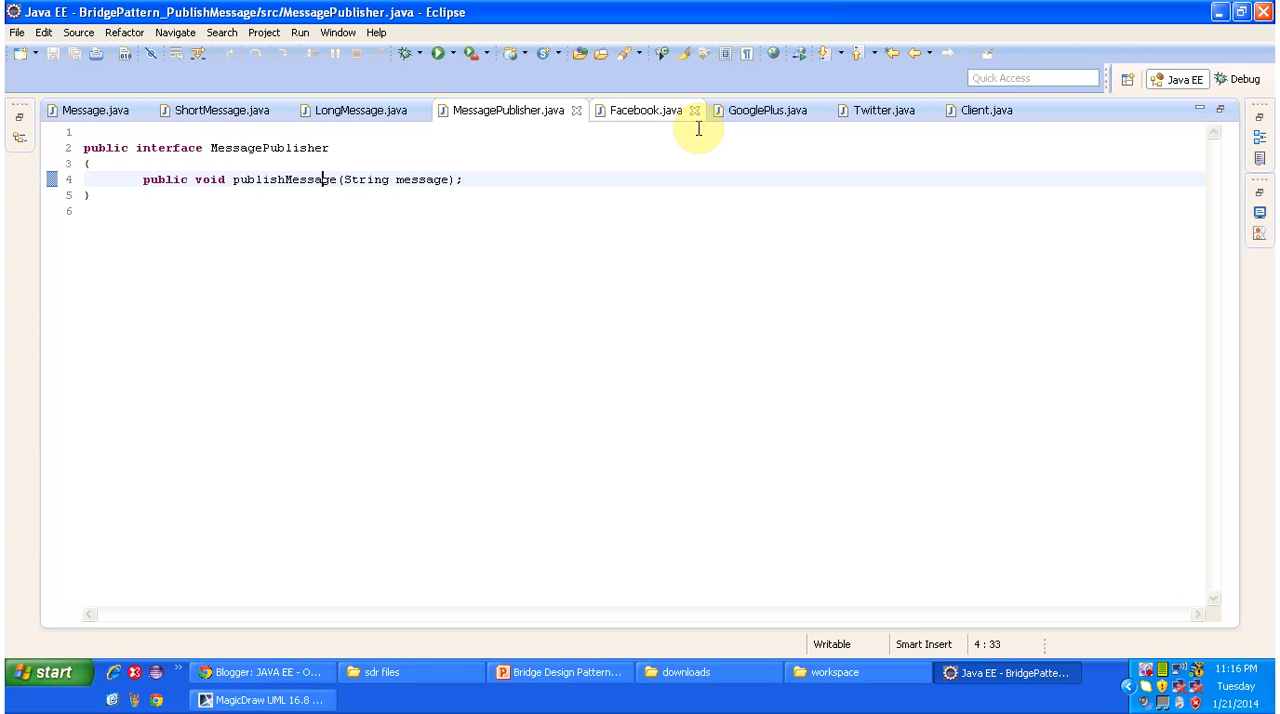 Java EE - BridgePattern_PublishMessage/src/MessagePublisher.java - Eclipse
File Edit Source Refactor Navigate Search Project Run Window Help
Quick Access Java EE Debug
Message.java ShortMessage.java LongMessage.java MessagePublisher.java Facebook.java GooglePlus.java Twitter.java Client.java
1
2 public interface MessagePublisher
3 {
4 public void publishMessage(String message);
5 }
6
Writable Smart Insert 4 : 33
start Blogger: JAVA EE - O... sdr files Bridge Design Pattern... downloads workspace Java EE - BridgePatte... 11:16 PM
Tuesday
MagicDraw UML 16.8 ... 1/21/2014